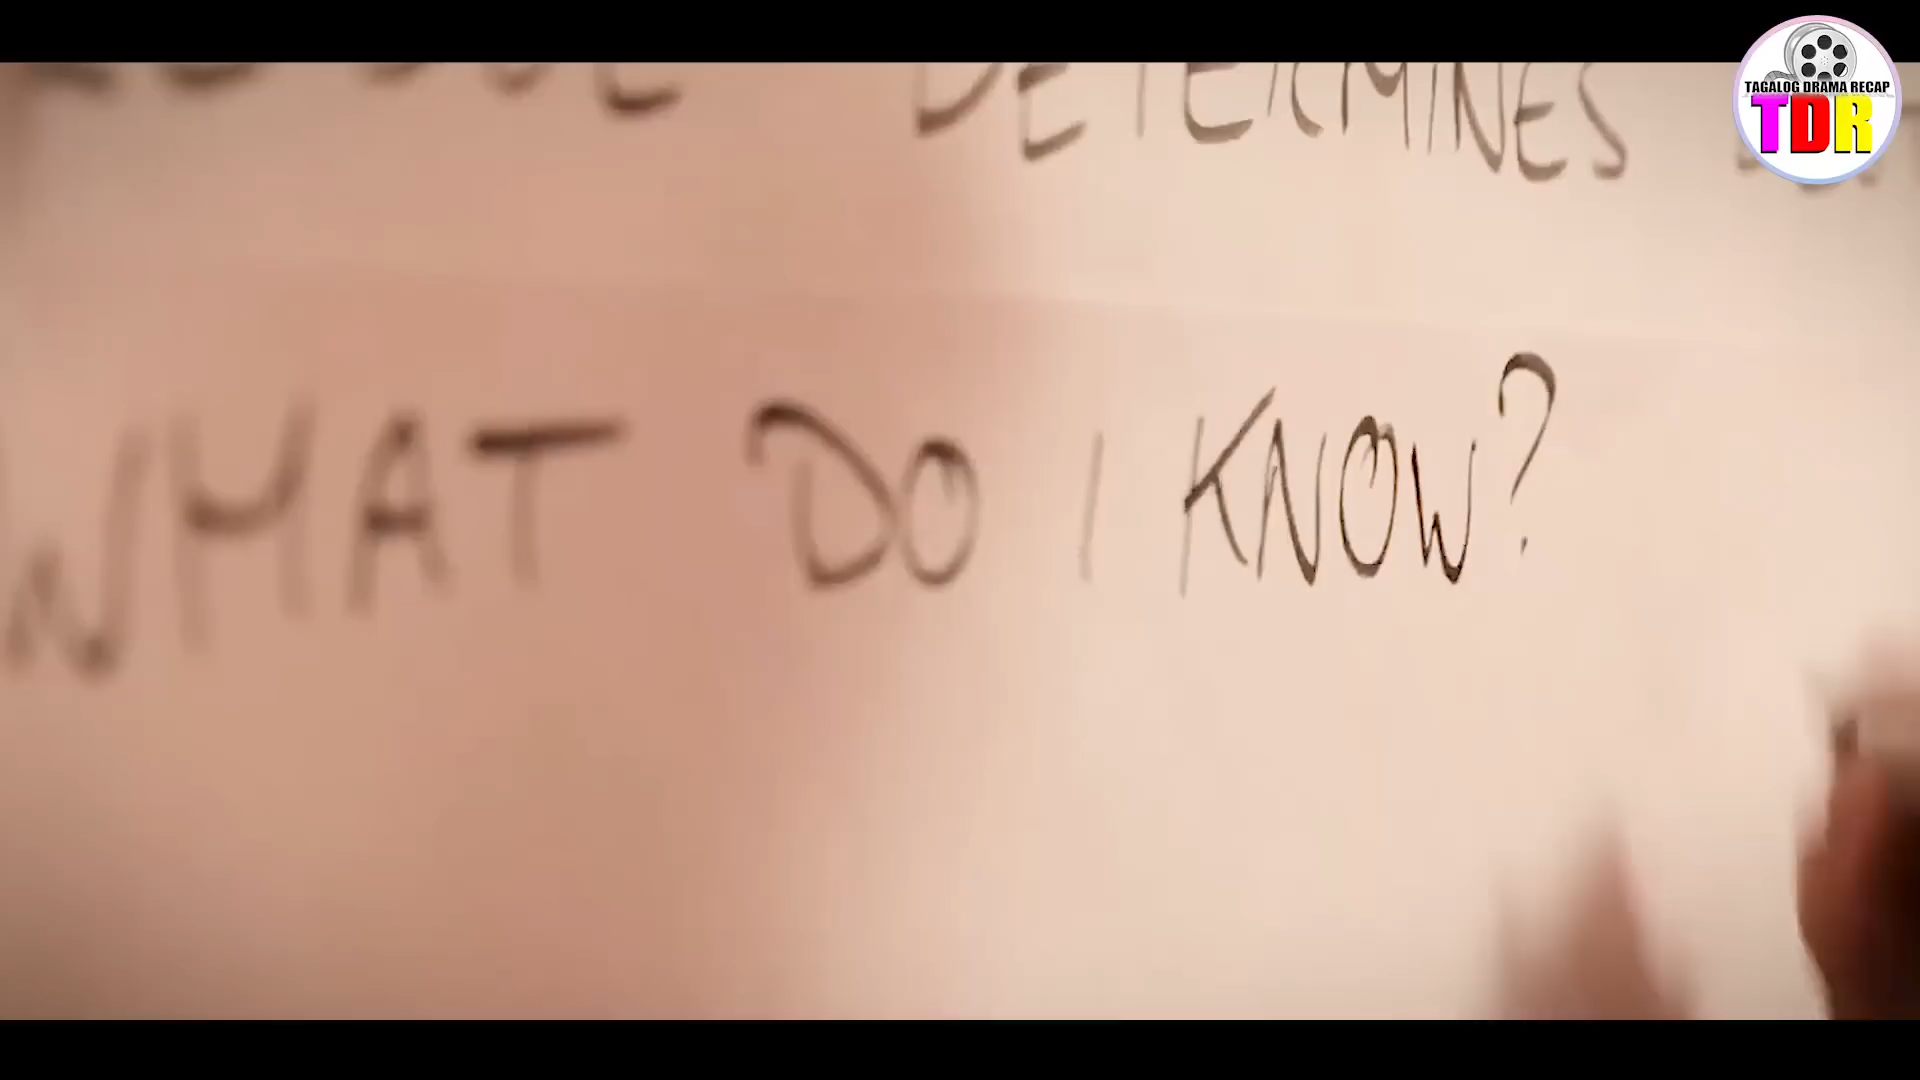 DETERMINES
WHAT DO I KNOW?
TAGALOG DRAMA RECAP
TDR